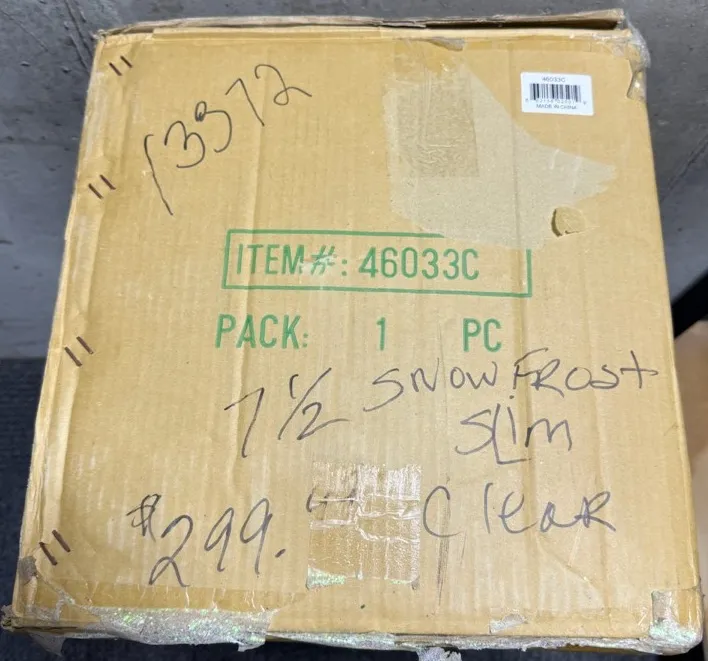 13372
46033C
MADE IN CHINA
ITEM#: 46033C
PACK: 1 PC
7 1/2 SNOW FROSt
SLIM
$299. CleaR